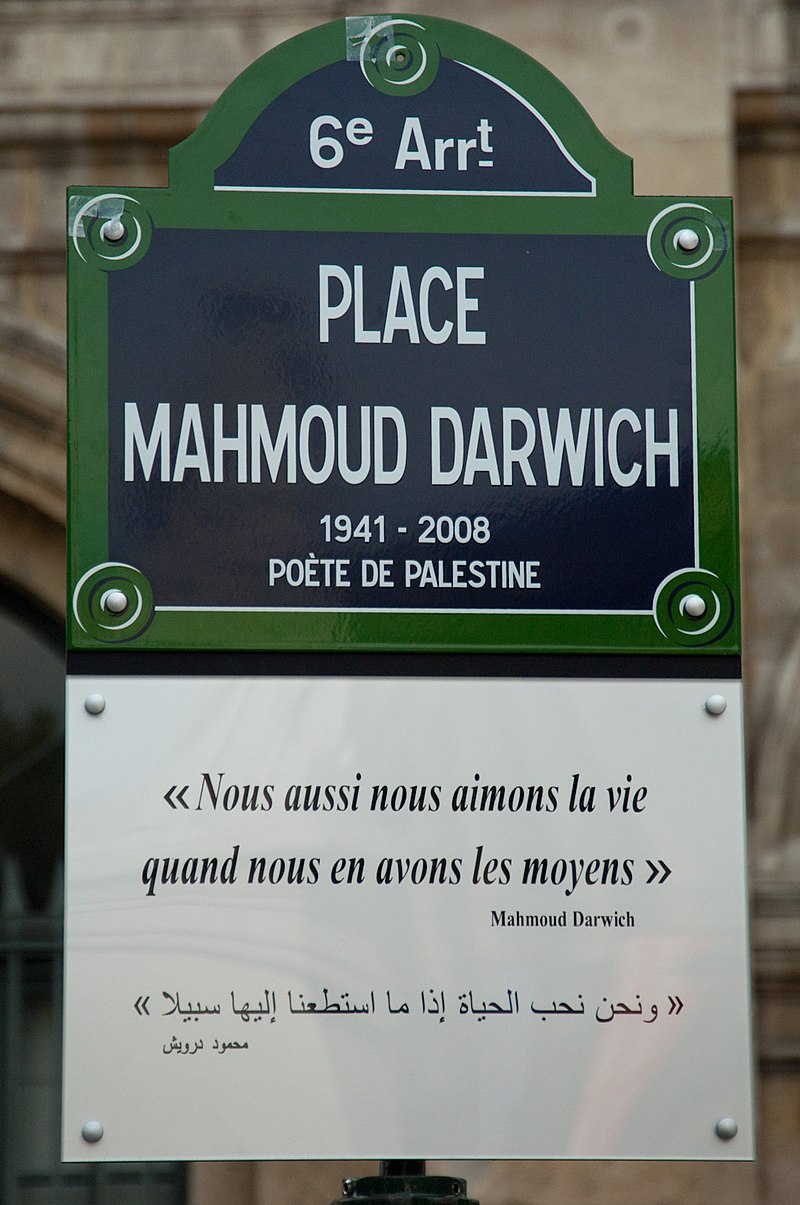 6e Arrt
PLACE
MAHMOUD DARWICH
1941 - 2008
POÈTE DE PALESTINE
« Nous aussi nous aimons la vie
quand nous en avons les moyens »
Mahmoud Darwich
« ونحن نحب الحياة إذا ما استطعنا إليها سبيلا »
محمود درويش